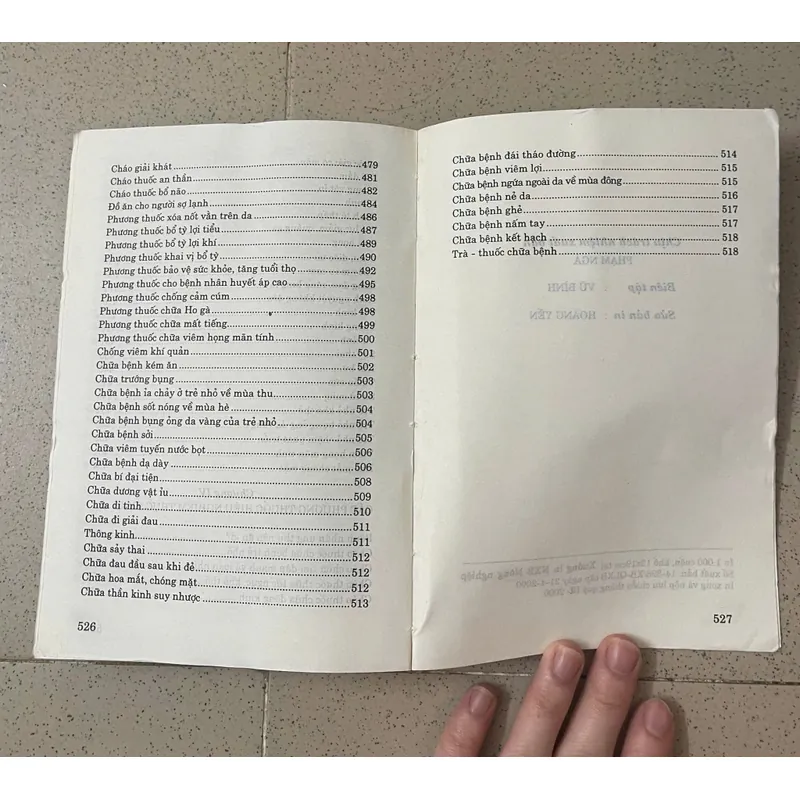 Cháo giải khát ........ 479
Cháo thuốc an thần ........ 481
Cháo thuốc bổ não ........ 482
Đồ ăn cho người sợ lạnh ........ 484
Phương thuốc xóa nốt vằn trên da ........ 486
Phương thuốc bổ tỳ lợi tiểu ........ 487
Phương thuốc bổ tỳ lợi khí ........ 489
Phương thuốc khai vị bổ tỳ ........ 490
Phương thuốc bảo vệ sức khỏe, tăng tuổi thọ ........ 492
Phương thuốc cho bệnh nhân huyết áp cao ........ 495
Phương thuốc chống cảm cúm ........ 498
Phương thuốc chữa Ho gà ........ 498
Phương thuốc chữa mất tiếng ........ 499
Phương thuốc chữa viêm họng mãn tính ........ 500
Chống viêm khí quản ........ 501
Chữa bệnh kém ăn ........ 502
Chữa trướng bụng ........ 503
Chữa bệnh ỉa chảy ở trẻ nhỏ về mùa thu ........ 503
Chữa bệnh sốt nóng về mùa hè ........ 504
Chữa bệnh bụng ỏng da vàng của trẻ nhỏ ........ 504
Chữa bệnh sởi ........ 505
Chữa viêm tuyến nước bọt ........ 506
Chữa bệnh dạ dày ........ 506
Chữa bí đại tiện ........ 508
Chữa dương vật ỉu ........ 509
Chữa di tinh ........ 510
Chữa đi giải đau ........ 511
Thông kinh ........ 511
Chữa sảy thai ........ 512
Chữa đau đầu sau khi đẻ ........ 512
Chữa hoa mắt, chóng mặt ........ 512
Chữa thần kinh suy nhược ........ 513
526
Chữa bệnh đái tháo đường ........ 514
Chữa bệnh viêm lợi ........ 515
Chữa bệnh ngứa ngoài da về mùa đông ........ 515
Chữa bệnh nẻ da ........ 516
Chữa bệnh ghẻ ........ 517
Chữa bệnh nấm tay ........ 517
Chữa bệnh kết hạch ........ 518
Trà - thuốc chữa bệnh ........ 518
527